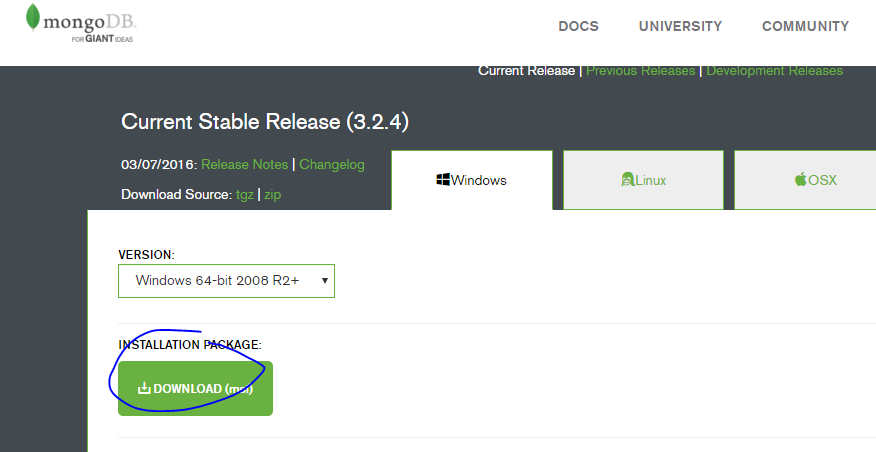 mongoDB.
FOR GIANT IDEAS
DOCS UNIVERSITY COMMUNITY
Current Release | Previous Releases | Development Releases
Current Stable Release (3.2.4)
03/07/2016: Release Notes | Changelog
Download Source: tgz | zip
Windows Linux OSX
VERSION:
Windows 64-bit 2008 R2+
INSTALLATION PACKAGE:
DOWNLOAD (msi)